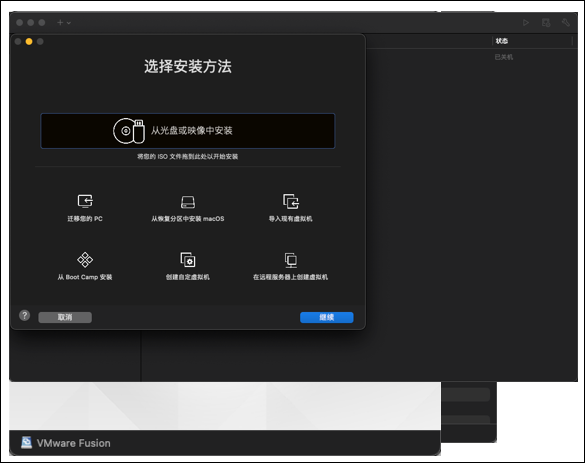 状态
已关机
选择安装方法
从光盘或映像中安装
将您的 ISO 文件拖到此处以开始安装
迁移您的 PC
从恢复分区中安装 macOS
导入现有虚拟机
从 Boot Camp 安装
创建自定虚拟机
在远程服务器上创建虚拟机
?
取消
继续
VMware Fusion